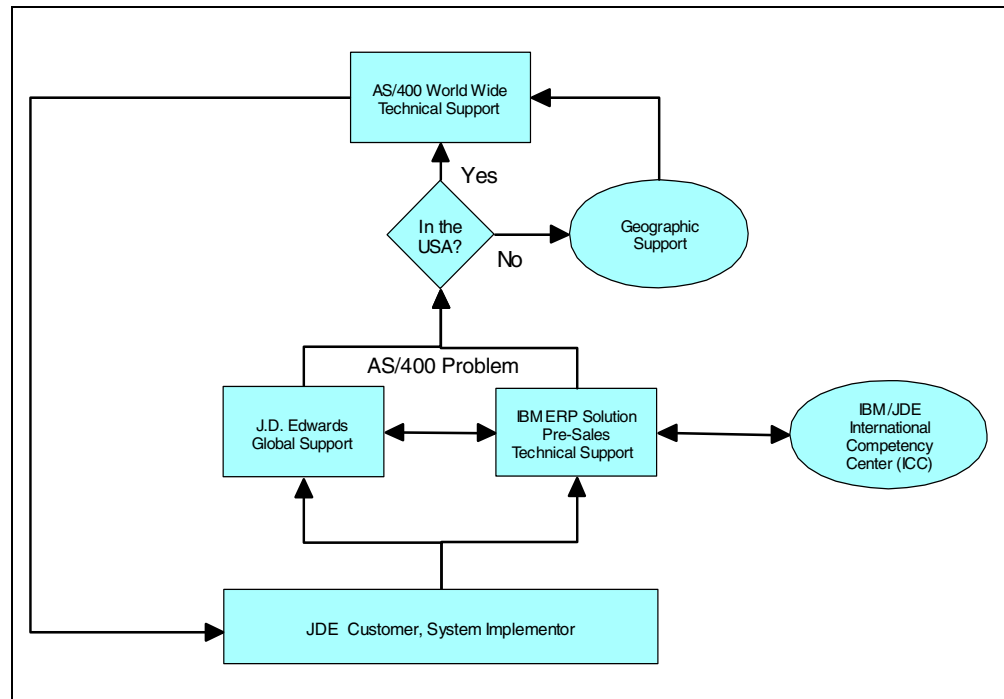 AS/400 World Wide
Technical Support
Yes
In the
USA?
No
Geographic
Support
AS/400 Problem
J.D. Edwards
Global Support
IBM ERP Solution
Pre-Sales
Technical Support
IBM/JDE
International
Competency
Center (ICC)
JDE  Customer, System Implementor